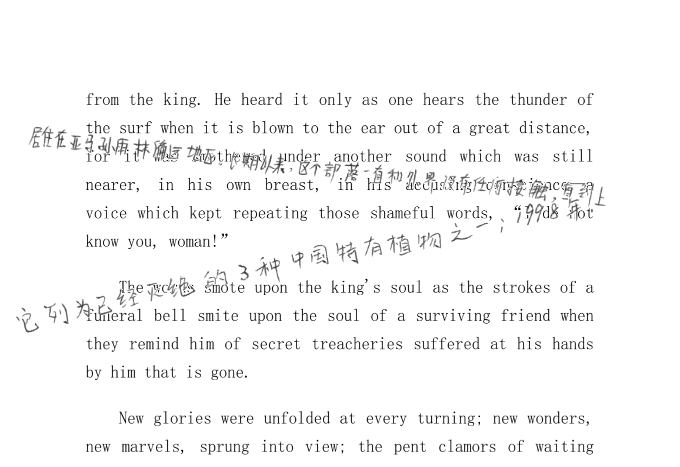 from the king. He heard it only as one hears the thunder of
the surf when it is blown to the ear out of a great distance,
for it was smothered under another sound which was still
nearer, in his own breast, in his accusing conscience—a
voice which kept repeating those shameful words, “I do not
know you, woman!”
居住在亚马孙雨林偏远地区。长期以来，这个部落一直和外界没有任何接触，直到上
它列为已经灭绝的3种中国特有植物之一；1998年
The words smote upon the king's soul as the strokes of a
funeral bell smite upon the soul of a surviving friend when
they remind him of secret treacheries suffered at his hands
by him that is gone.
New glories were unfolded at every turning; new wonders,
new marvels, sprung into view; the pent clamors of waiting